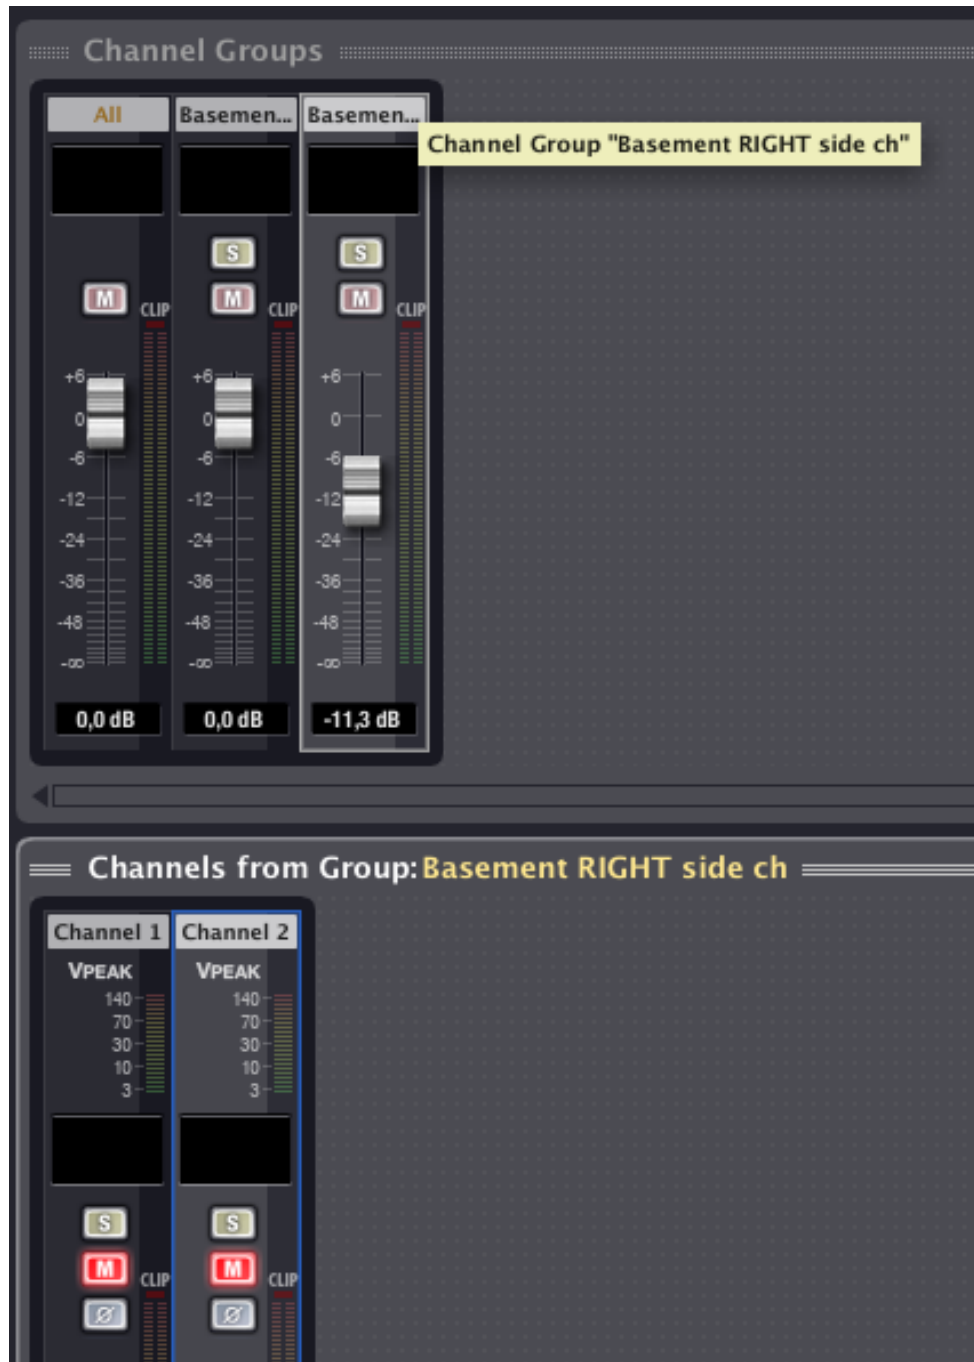 Channel Groups
All Basemen... Basemen...
Channel Group "Basement RIGHT side ch"
S S
M M M
CLIP CLIP CLIP
+6 +6 +6
0 0 0
-6 -6 -6
-12 -12 -12
-24 -24 -24
-36 -36 -36
-48 -48 -48
-∞ -∞ -∞
0,0 dB 0,0 dB -11,3 dB
Channels from Group: Basement RIGHT side ch
Channel 1 Channel 2
VPEAK VPEAK
140 140
70 70
30 30
10 10
3 3
S S
M M
CLIP CLIP
Ø Ø